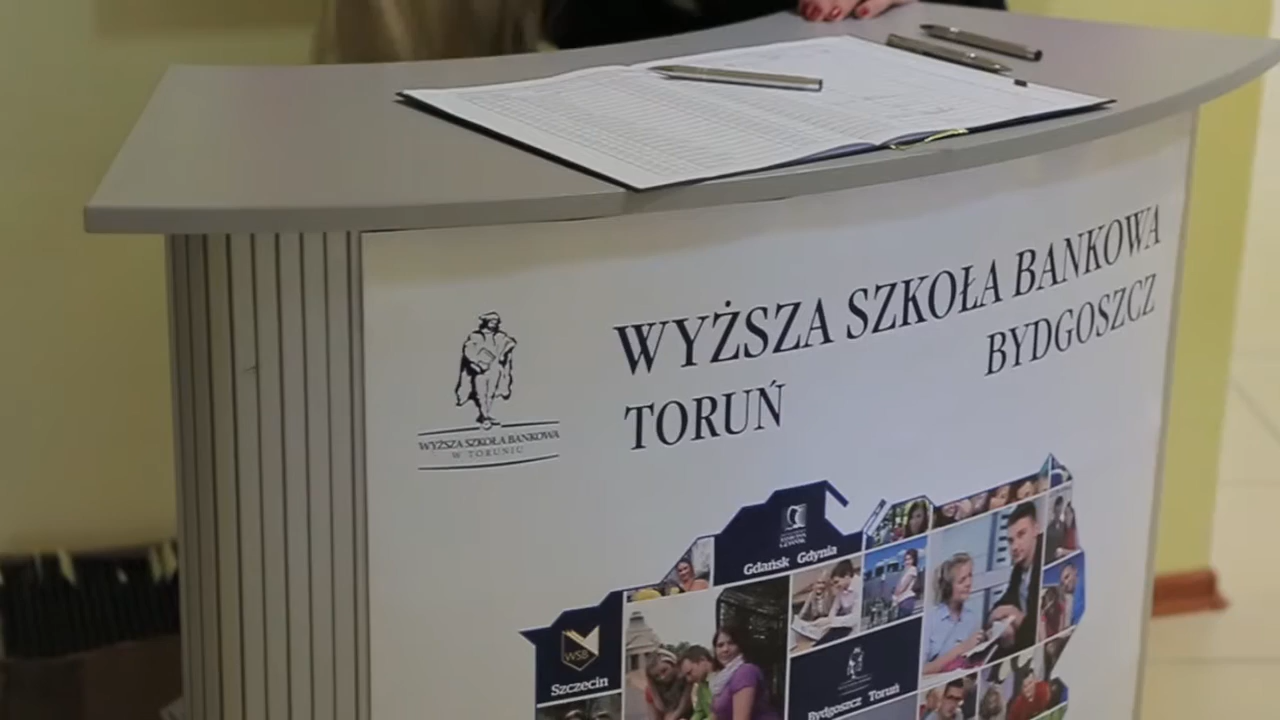 WYŻSZA SZKOŁA BANKOWA
BYDGOSZCZ
TORUŃ
WYŻSZA SZKOŁA BANKOWA
W TORUNIU
Gdańsk Gdynia
WSB
Szczecin
Bydgoszcz Toruń